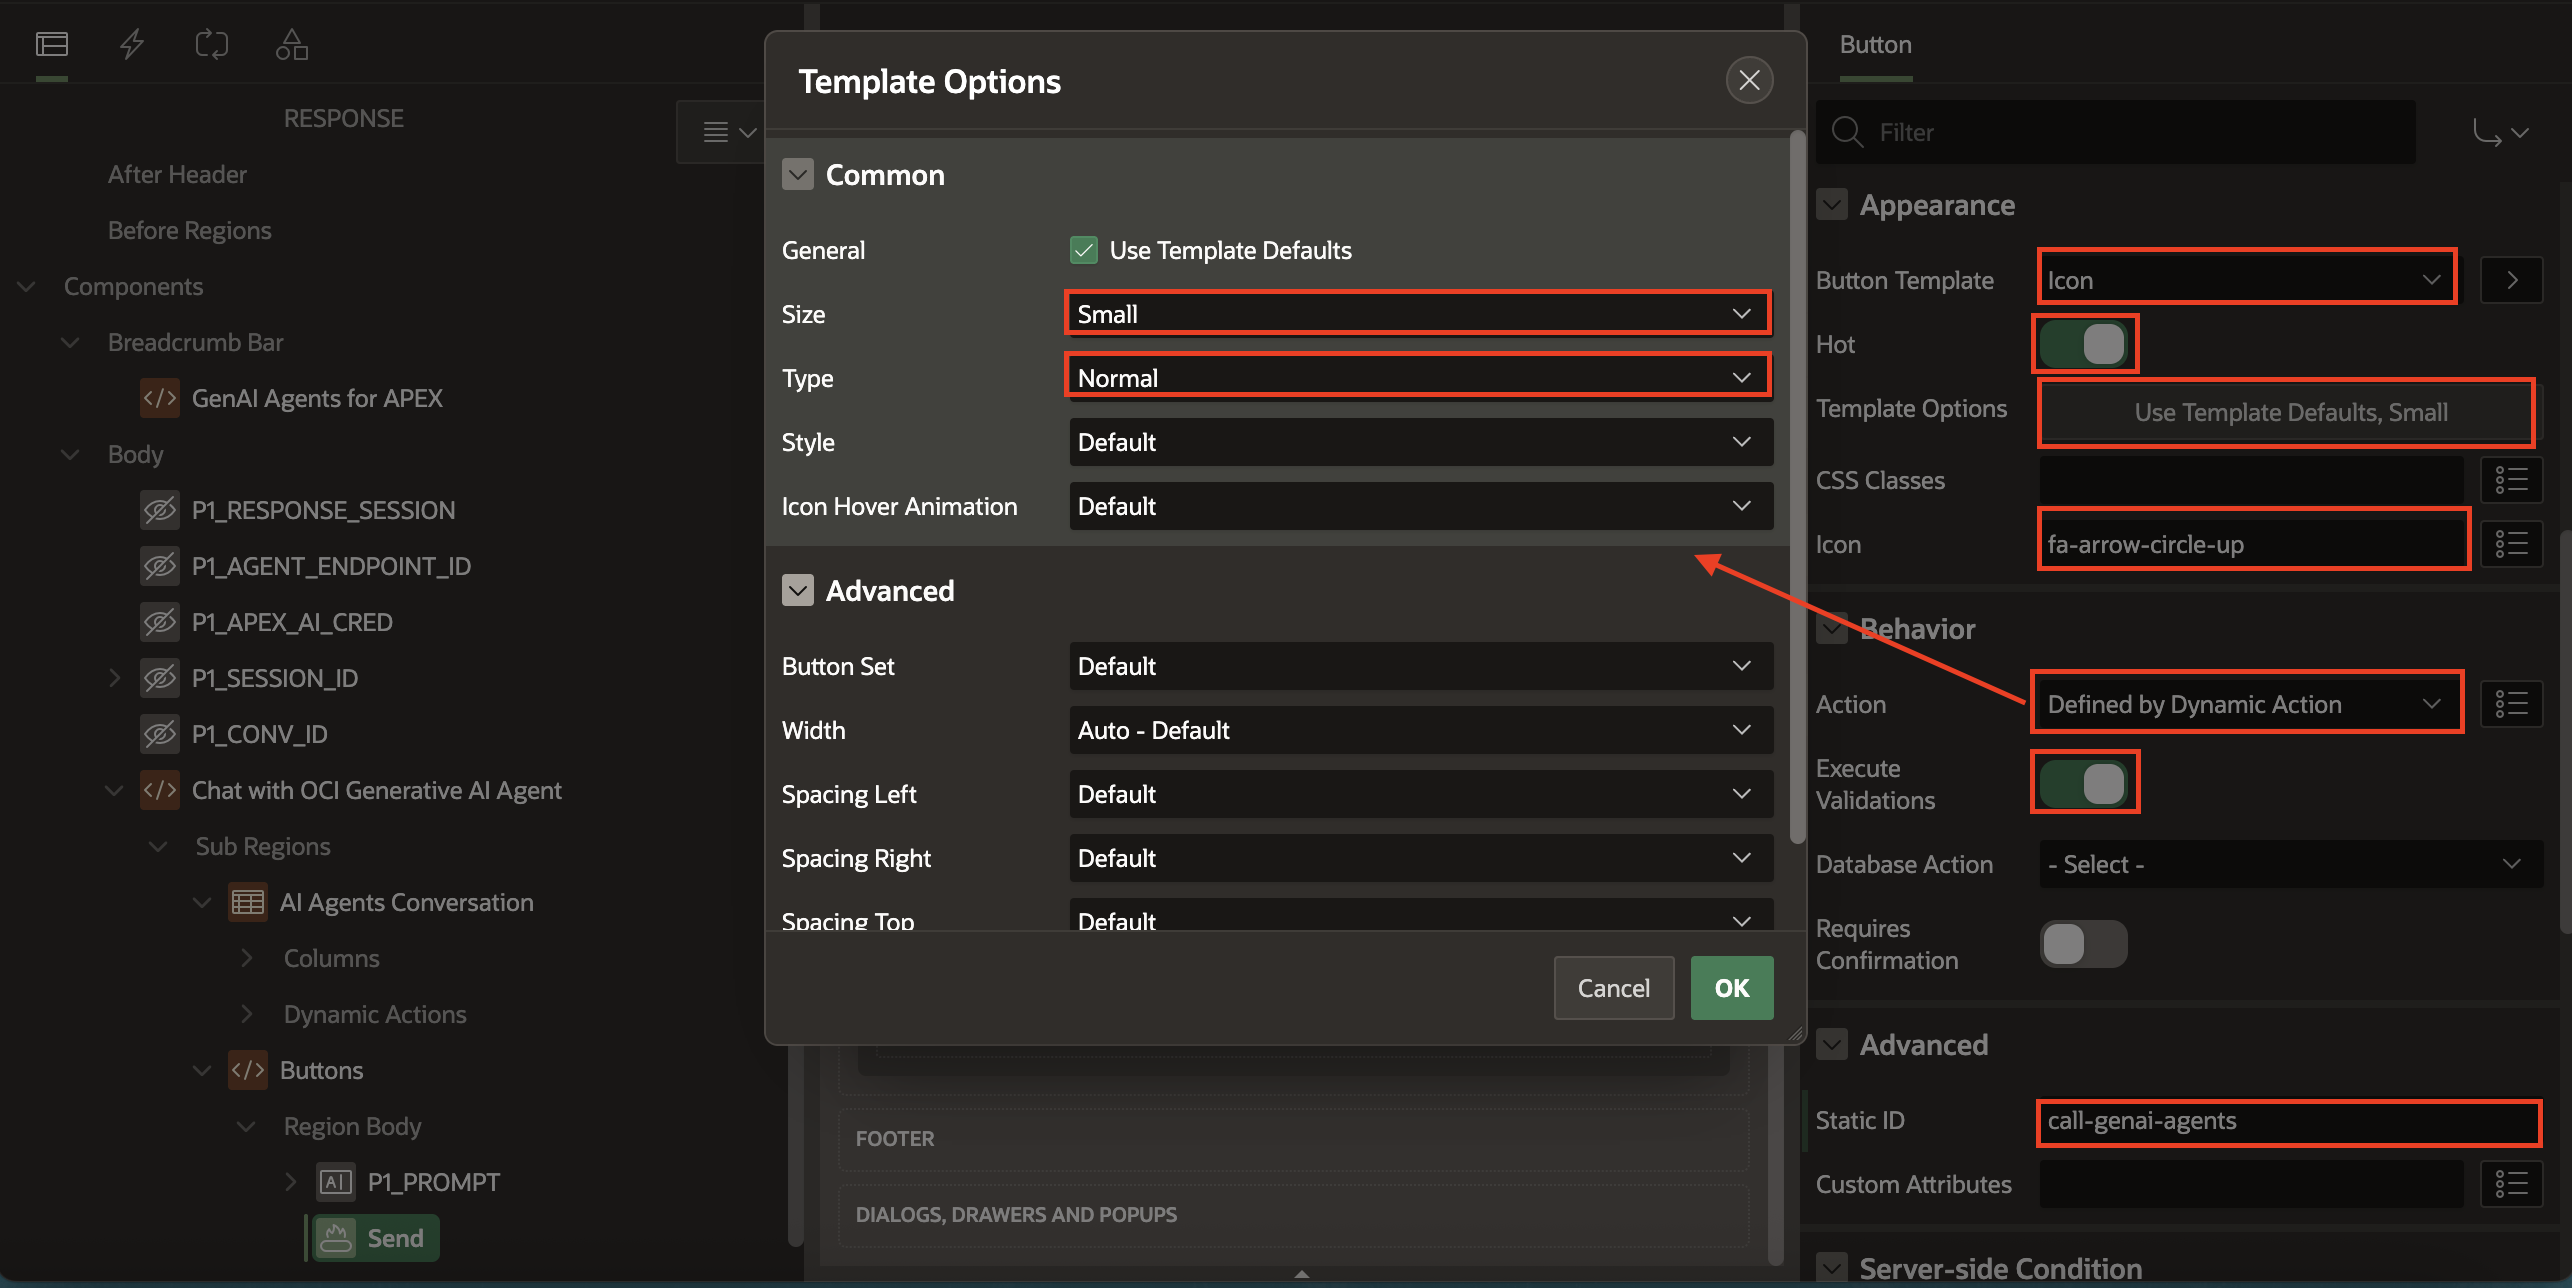 RESPONSE
After Header
Before Regions
Components
Breadcrumb Bar
GenAI Agents for APEX
Body
P1_RESPONSE_SESSION
P1_AGENT_ENDPOINT_ID
P1_APEX_AI_CRED
P1_SESSION_ID
P1_CONV_ID
Chat with OCI Generative AI Agent
Sub Regions
AI Agents Conversation
Columns
Dynamic Actions
Buttons
Region Body
P1_PROMPT
Send
Template Options
Common
General Use Template Defaults
Size Small
Type Normal
Style Default
Icon Hover Animation Default
Advanced
Button Set Default
Width Auto - Default
Spacing Left Default
Spacing Right Default
Spacing Top Default
Cancel OK
FOOTER
DIALOGS, DRAWERS AND POPUPS
Button
Filter
Appearance
Button Template Icon
Hot
Template Options Use Template Defaults, Small
CSS Classes
Icon fa-arrow-circle-up
Behavior
Action Defined by Dynamic Action
Execute
Validations
Database Action - Select -
Requires
Confirmation
Advanced
Static ID call-genai-agents
Custom Attributes
Server-side Condition